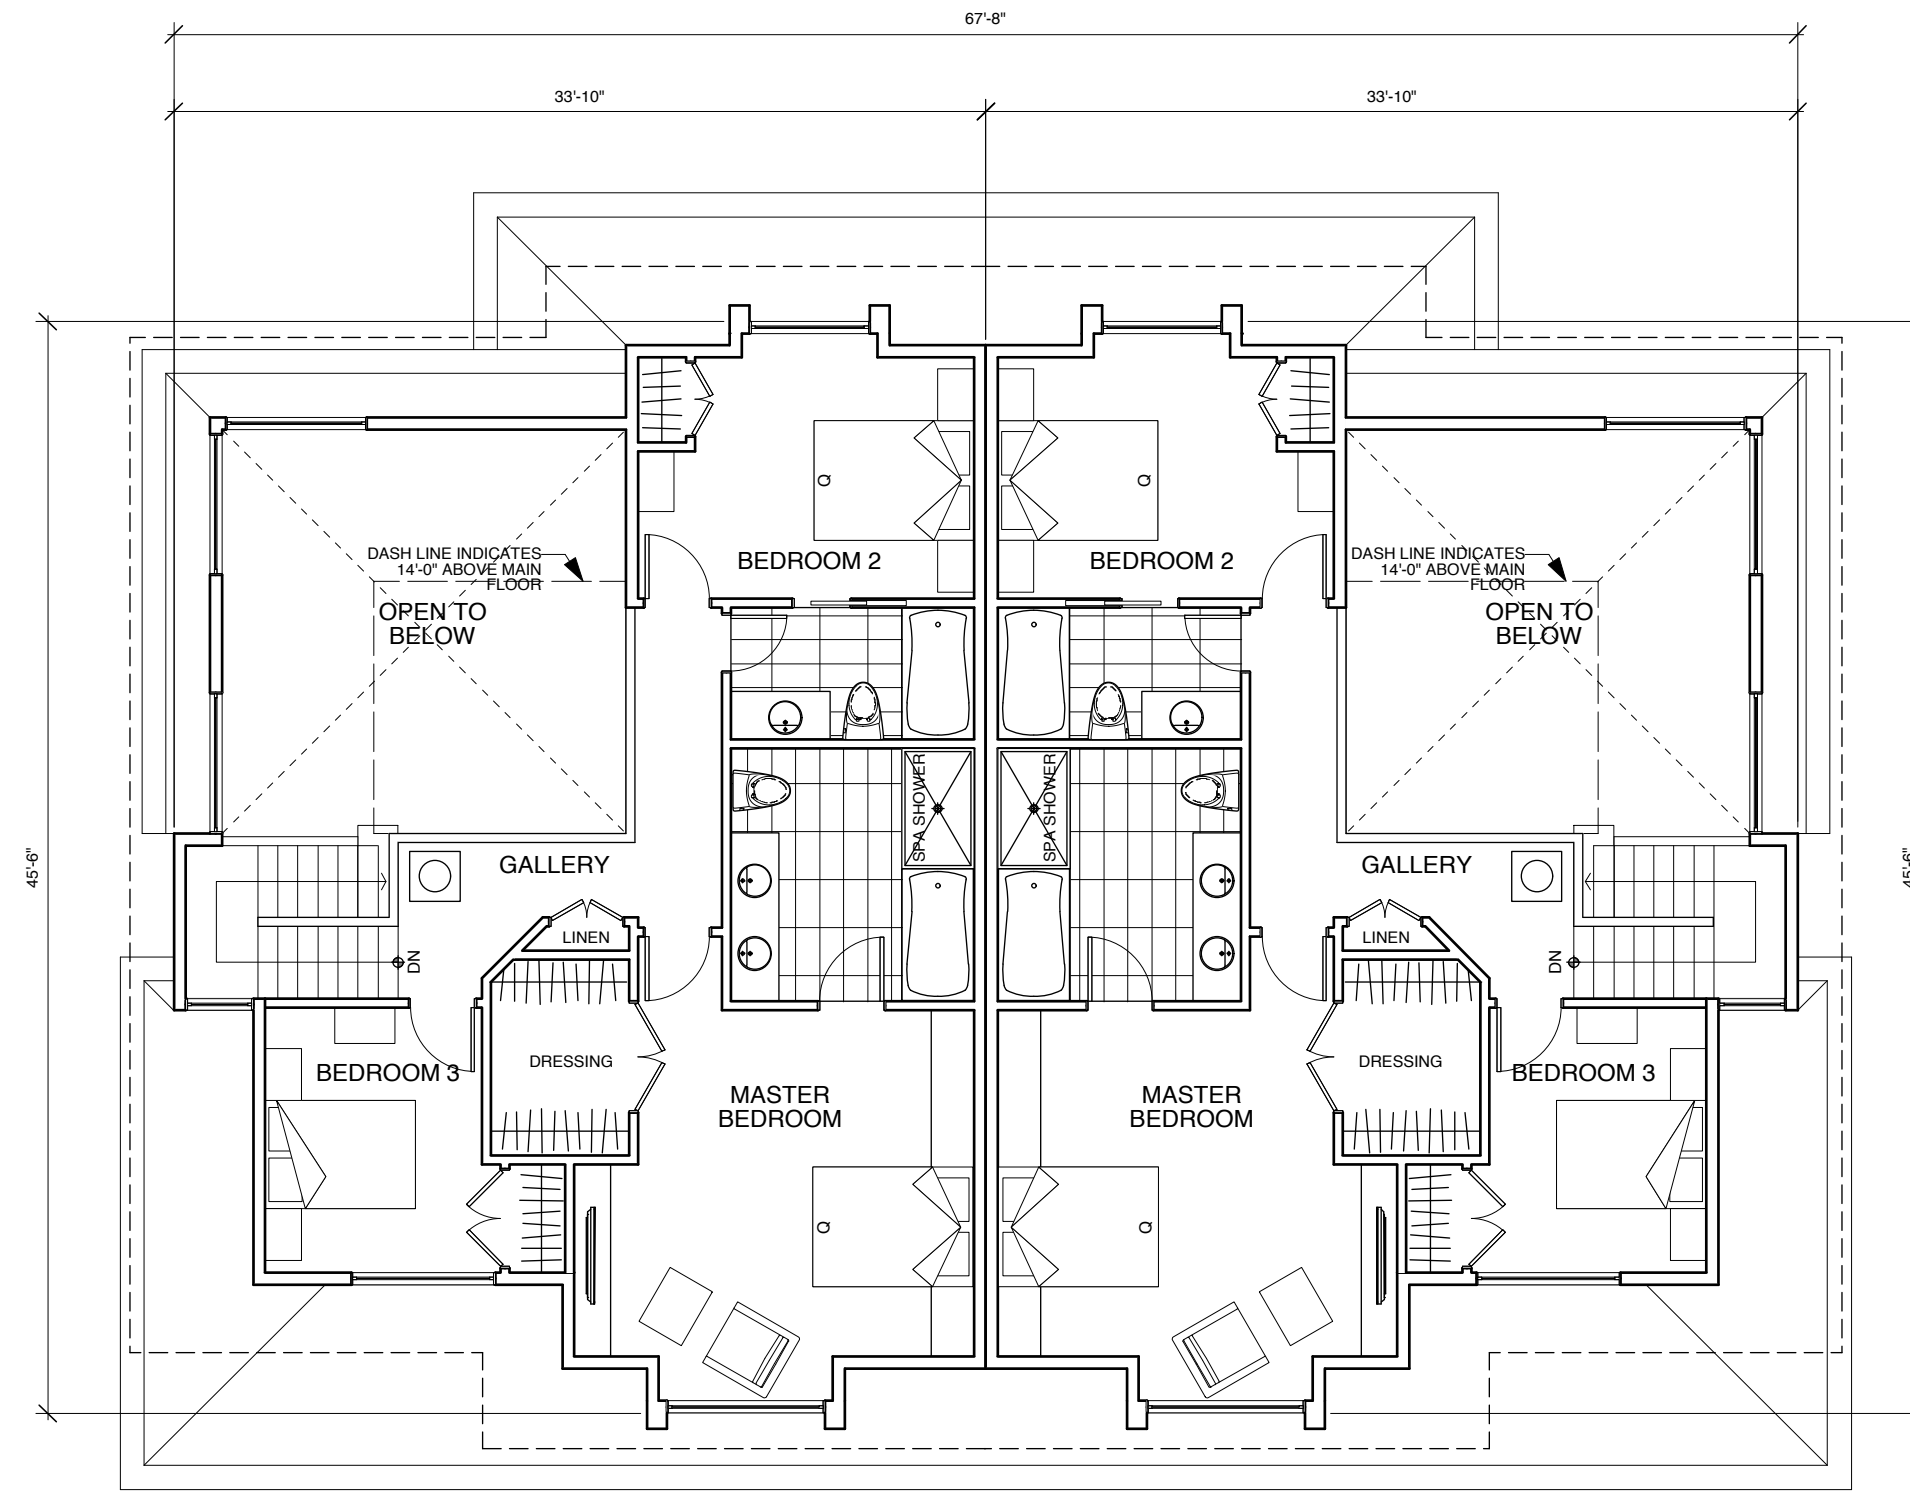 67'-8"
33'-10"
33'-10"
45'-6"
45'-6"
Q
Q
BEDROOM 2
BEDROOM 2
DASH LINE INDICATES
14'-0" ABOVE MAIN
FLOOR
DASH LINE INDICATES
14'-0" ABOVE MAIN
FLOOR
OPEN TO
BELOW
OPEN TO
BELOW
SPA SHOWER
SPA SHOWER
GALLERY
GALLERY
LINEN
LINEN
DN
DN
BEDROOM 3
DRESSING
DRESSING
BEDROOM 3
MASTER
BEDROOM
MASTER
BEDROOM
Q
Q